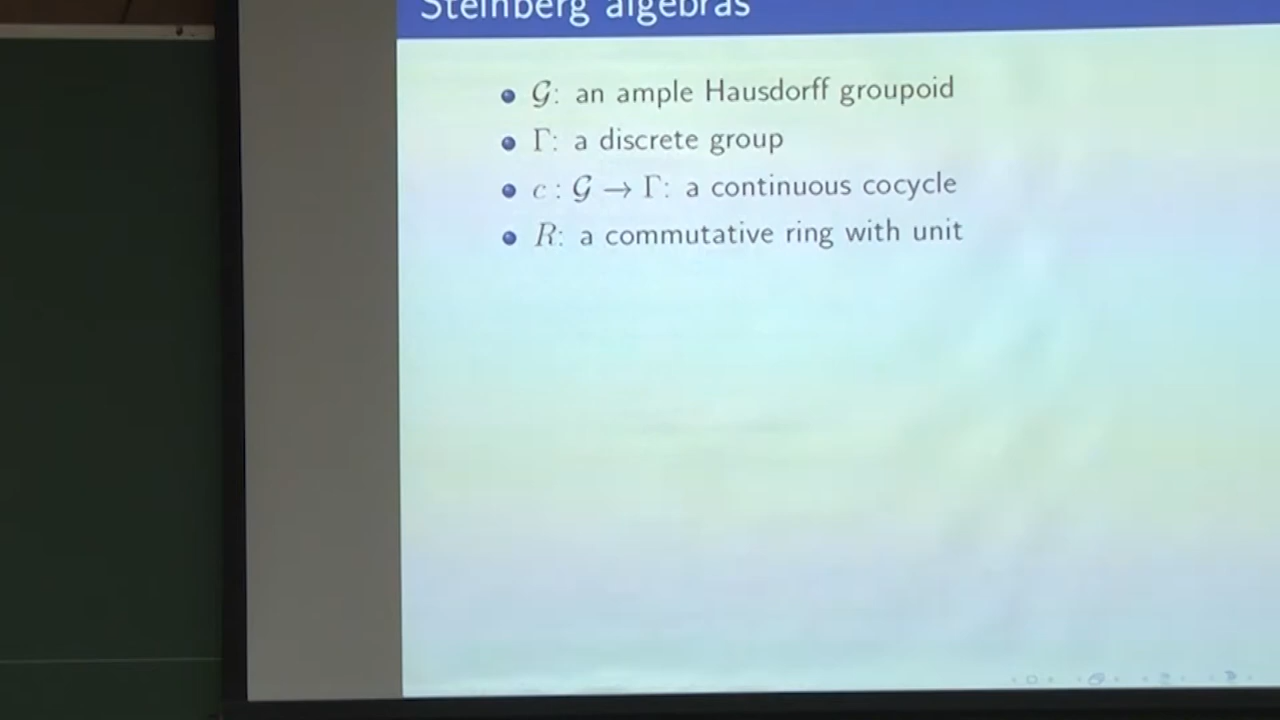 Steinberg algebras
𝒢: an ample Hausdorff groupoid
Γ: a discrete group
c : 𝒢 → Γ: a continuous cocycle
R: a commutative ring with unit